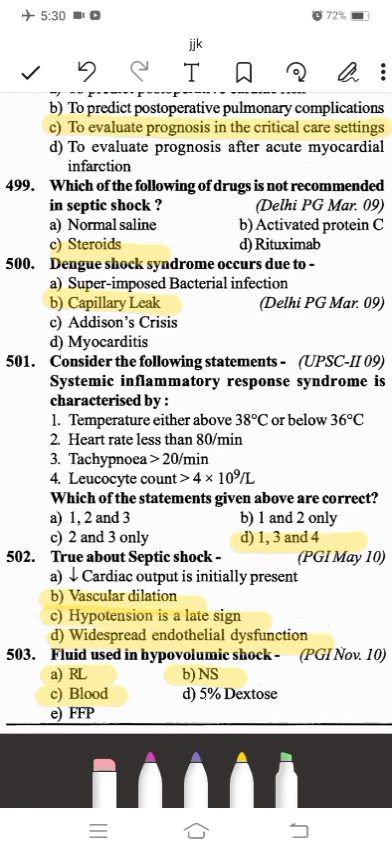 5:30
72%
jjk
T
b) To predict postoperative pulmonary complications
c) To evaluate prognosis in the critical care settings
d) To evaluate prognosis after acute myocardial
infarction
499. Which of the following of drugs is not recommended
in septic shock ? (Delhi PG Mar. 09)
a) Normal saline b) Activated protein C
c) Steroids d) Rituximab
500. Dengue shock syndrome occurs due to -
a) Super-imposed Bacterial infection
b) Capillary Leak (Delhi PG Mar. 09)
c) Addison's Crisis
d) Myocarditis
501. Consider the following statements - (UPSC-II 09)
Systemic inflammatory response syndrome is
characterised by :
1. Temperature either above 38°C or below 36°C
2. Heart rate less than 80/min
3. Tachypnoea > 20/min
4. Leucocyte count > 4 × 10⁹/L
Which of the statements given above are correct?
a) 1, 2 and 3 b) 1 and 2 only
c) 2 and 3 only d) 1, 3 and 4
502. True about Septic shock - (PGI May 10)
a) ↓ Cardiac output is initially present
b) Vascular dilation
c) Hypotension is a late sign
d) Widespread endothelial dysfunction
503. Fluid used in hypovolumic shock - (PGI Nov. 10)
a) RL b) NS
c) Blood d) 5% Dextose
e) FFP